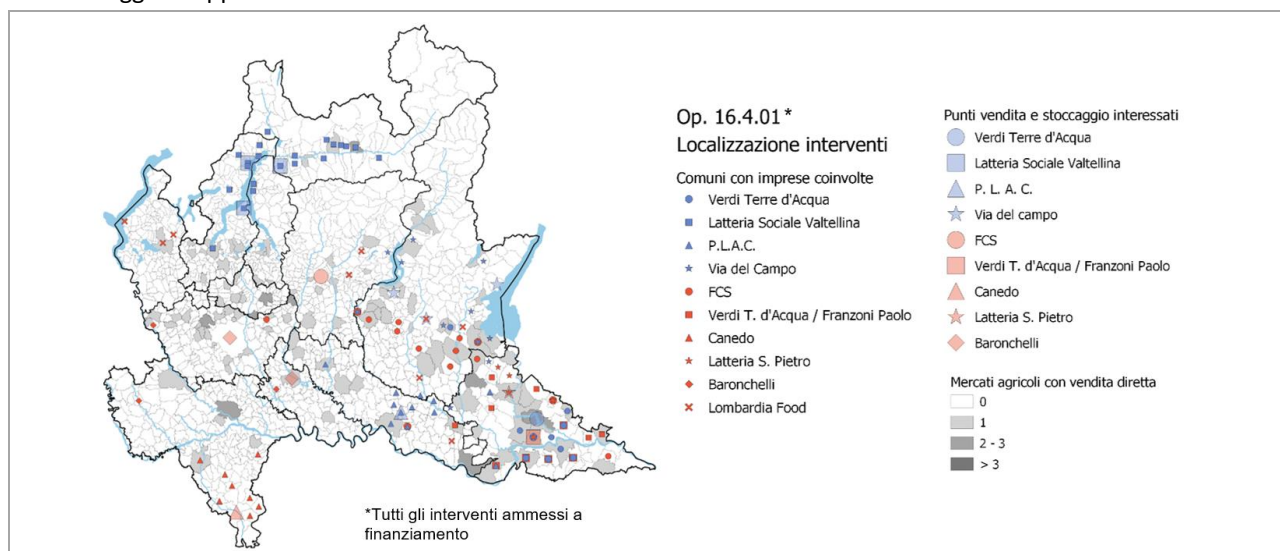 Op. 16.4.01*
Localizzazione interventi
Comuni con imprese coinvolte
Verdi Terre d'Acqua
Latteria Sociale Valtellina
P.L.A.C.
Via del Campo
FCS
Verdi T. d'Acqua / Franzoni Paolo
Canedo
Latteria S. Pietro
Baronchelli
Lombardia Food
Punti vendita e stoccaggio interessati
Verdi Terre d'Acqua
Latteria Sociale Valtellina
P. L. A. C.
Via del campo
FCS
Verdi T. d'Acqua / Franzoni Paolo
Canedo
Latteria S. Pietro
Baronchelli
Mercati agricoli con vendita diretta
0
1
2 - 3
> 3
*Tutti gli interventi ammessi a
finanziamento